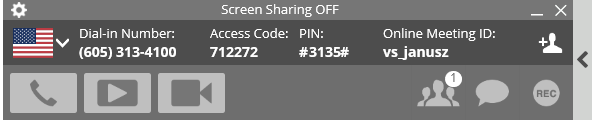 Screen Sharing OFF
Dial-in Number: Access Code: PIN: Online Meeting ID:
(605) 313-4100 712272 #3135# vs_janusz
1
REC